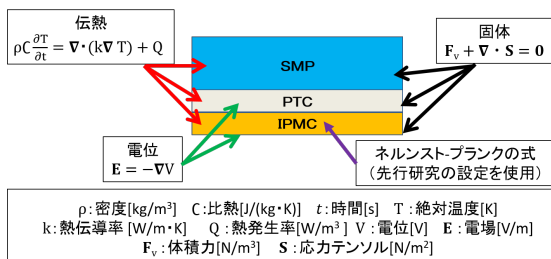 伝熱
ρC ∂T/∂t = ∇・(k∇ T) + Q
固体
F_v + ∇ · S = 0
SMP
PTC
IPMC
電位
E = −∇V
ネルンスト-プランクの式
(先行研究の設定を使用)
ρ:密度[kg/m³] C:比熱[J/(kg・K)] t:時間[s] T:絶対温度[K]
k:熱伝導率[W/m・K] Q:熱発生率[W/m³] V:電位[V] E:電場[V/m]
F_v:体積力[N/m³] S:応力テンソル[N/m²]